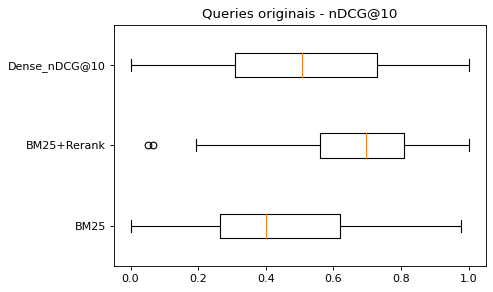 Queries originais - nDCG@10
Dense_nDCG@10
BM25+Rerank
BM25
0.0 0.2 0.4 0.6 0.8 1.0